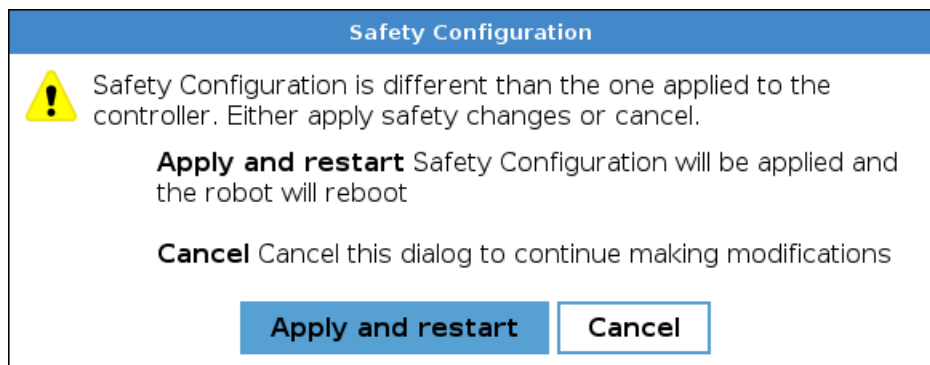 Safety Configuration
Safety Configuration is different than the one applied to the
controller. Either apply safety changes or cancel.
Apply and restart Safety Configuration will be applied and
the robot will reboot
Cancel Cancel this dialog to continue making modifications
Apply and restart
Cancel